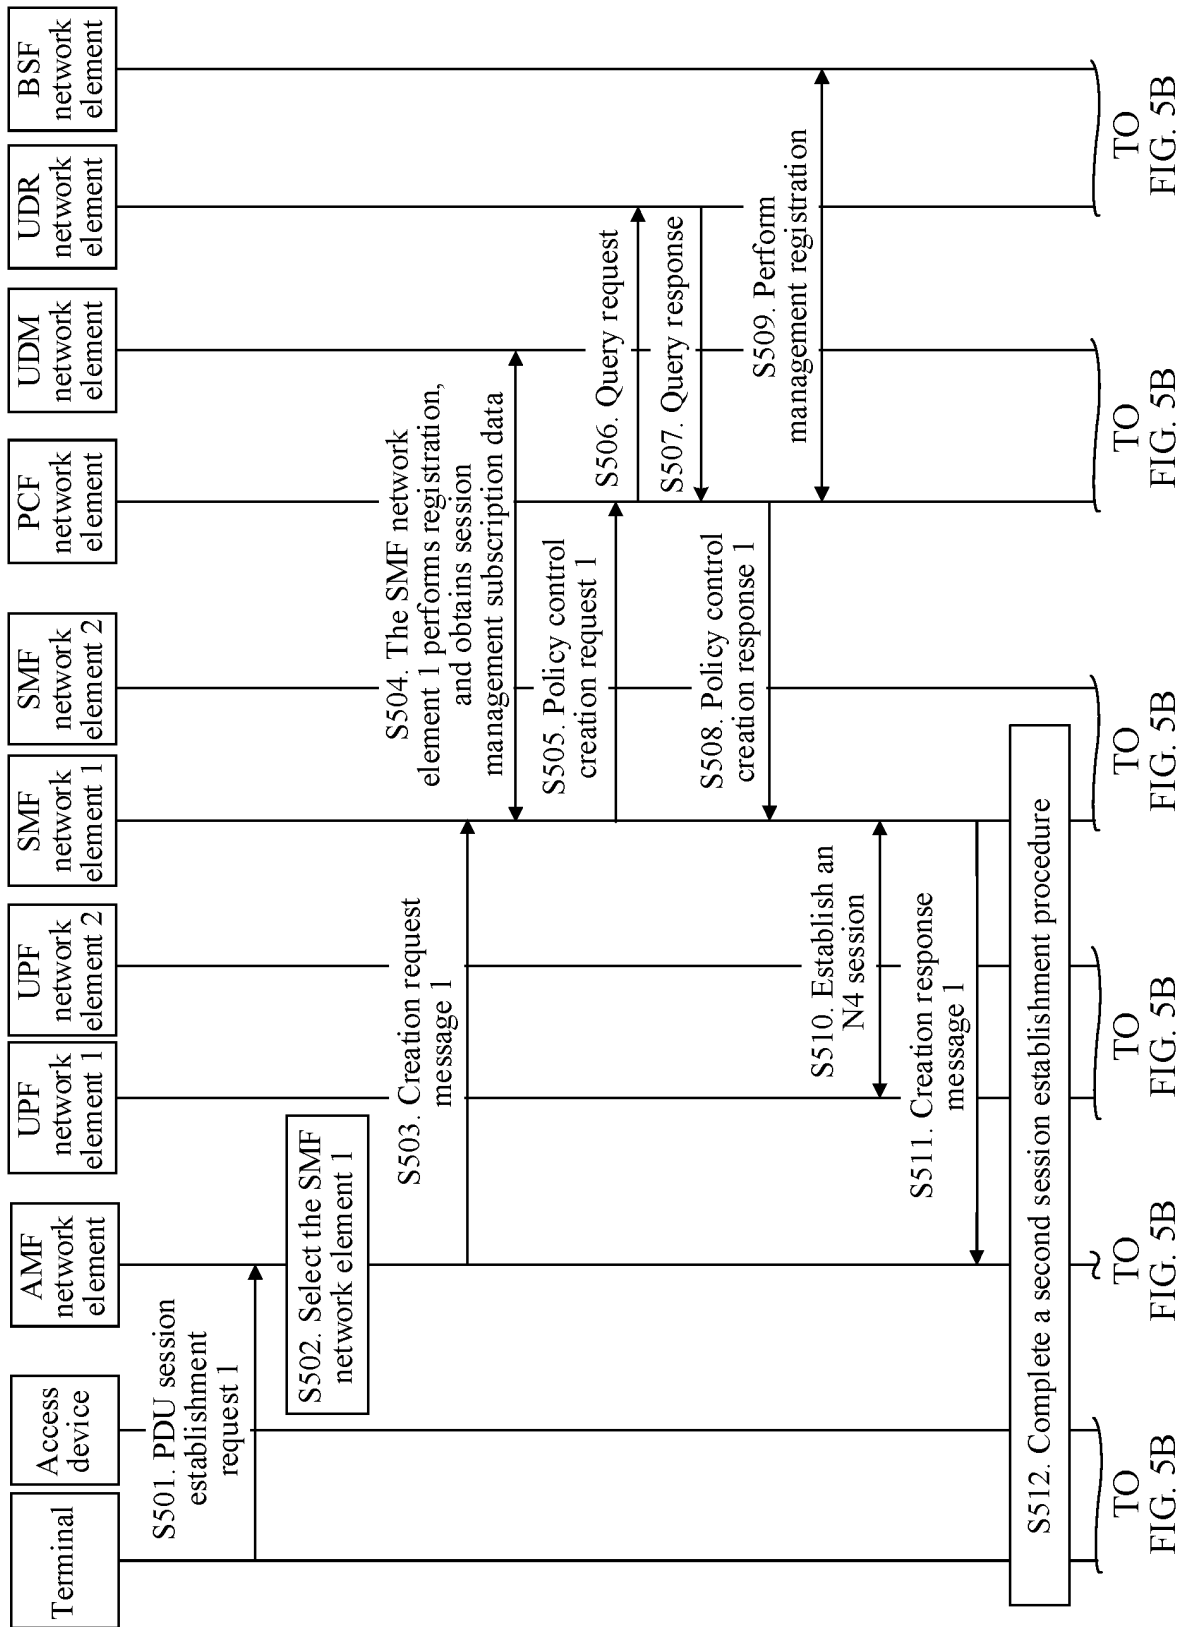 Terminal
Access
device
AMF
network
element
UPF
network
element 1
UPF
network
element 2
SMF
network
element 1
SMF
network
element 2
PCF
network
element
UDM
network
element
UDR
network
element
BSF
network
element
S501. PDU session
establishment
request 1
S502. Select the SMF
network element 1
S503. Creation request
message 1
S504. The SMF network
element 1 performs registration,
and obtains session
management subscription data
S505. Policy control
creation request 1
S506. Query request
S507. Query response
S508. Policy control
creation response 1
S509. Perform
management registration
S510. Establish an
N4 session
S511. Creation response
message 1
S512. Complete a second session establishment procedure
TO
FIG. 5B
TO
FIG. 5B
TO
FIG. 5B
TO
FIG. 5B
TO
FIG. 5B
TO
FIG. 5B